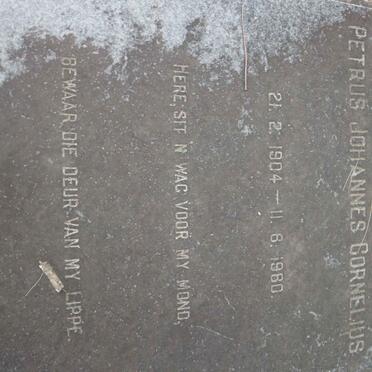 PETRUS JOHANNES CORNELIUS
21. 2. 1904 — 11. 6. 1980
HERE, SIT N WAG VOOR MY MOND,
BEWAAR DIE DEUR VAN MY LIPPE.